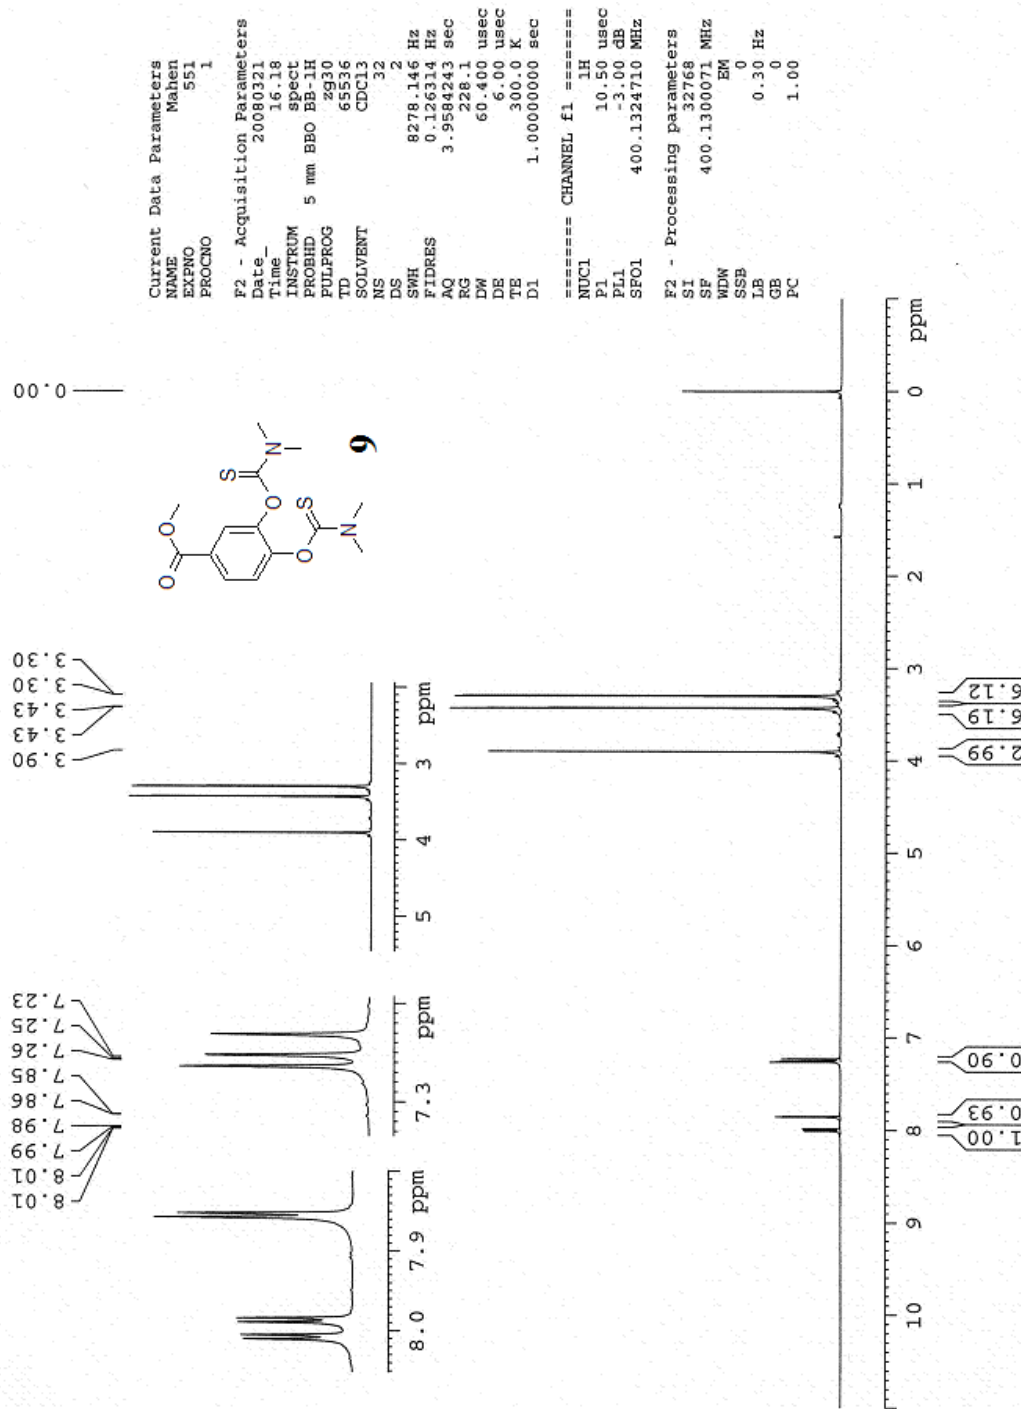 Current Data Parameters
NAME Mahen
EXPNO 551
PROCNO 1
F2 - Acquisition Parameters
Date_ 20080321
Time 16.18
INSTRUM spect
PROBHD 5 mm BBO BB-1H
PULPROG zg30
TD 65536
SOLVENT CDCl3
NS 32
DS 2
SWH 8278.146 Hz
FIDRES 0.126314 Hz
AQ 3.9584243 sec
RG 228.1
DW 60.400 usec
DE 6.00 usec
TE 300.0 K
D1 1.00000000 sec
======== CHANNEL f1 ========
NUC1 1H
P1 10.50 usec
PL1 -3.00 dB
SFO1 400.1324710 MHz
F2 - Processing parameters
SI 32768
SF 400.1300071 MHz
WDW EM
SSB 0
LB 0.30 Hz
GB 0
PC 1.00
8.01
8.01
7.99
7.98
7.86
7.85
7.26
7.25
7.23
3.90
3.43
3.43
3.30
3.30
0.00
O
O
O
S
N
O
S
N
9
8.0 7.9 ppm
7.3 ppm
5 4 3 ppm
10 9 8 7 6 5 4 3 2 1 0 ppm
1.00
0.93
0.90
2.99
6.19
6.12